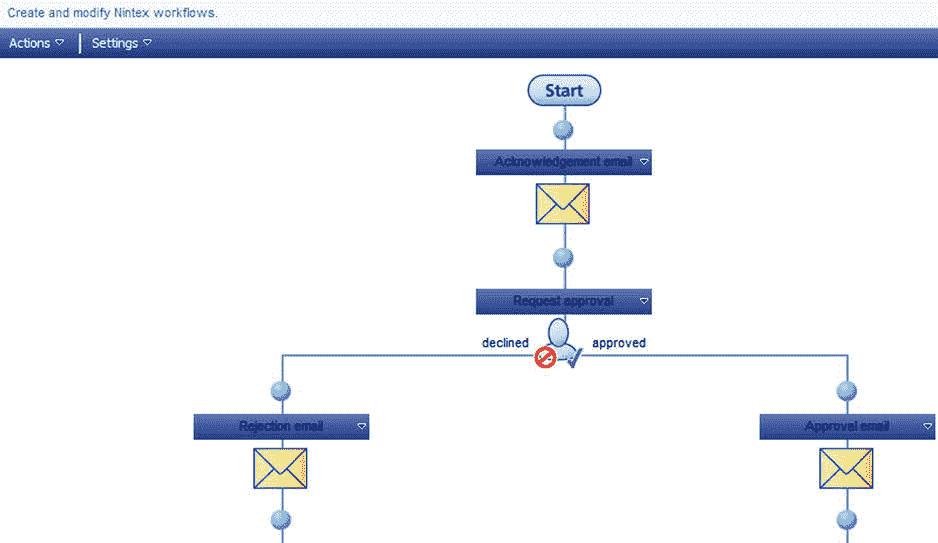 Create and modify Nintex workflows.
Actions Settings
Start
Acknowledgement email
Request approval
declined approved
Rejection email Approval email